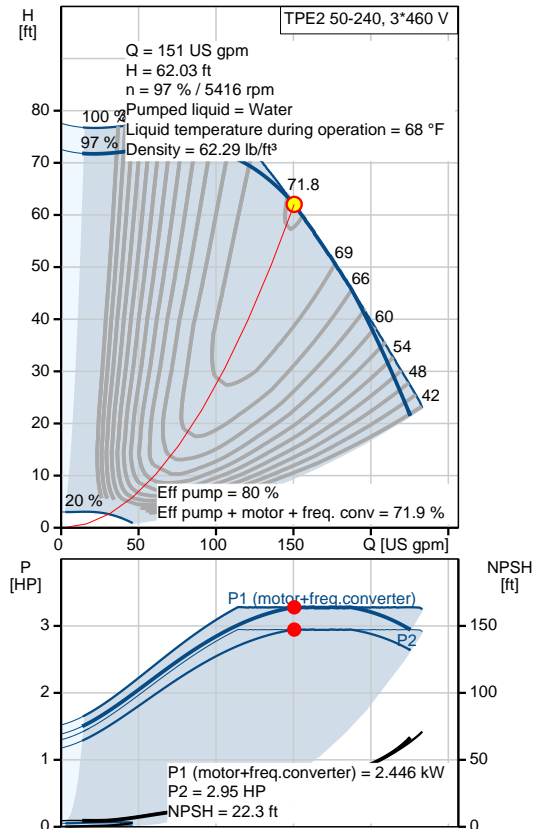 H
[ft]
TPE2 50-240, 3*460 V
Q = 151 US gpm
H = 62.03 ft
n = 97 % / 5416 rpm
Pumped liquid = Water
Liquid temperature during operation = 68 °F
Density = 62.29 lb/ft³
100 %
97 %
80
70
60
50
40
30
20
10
0
71.8
69
66
60
54
48
42
20 %
Eff pump = 80 %
Eff pump + motor + freq. conv = 71.9 %
0
50
100
150
Q [US gpm]
P
[HP]
NPSH
[ft]
P1 (motor+freq.converter)
P2
3
2
1
0
150
100
50
0
P1 (motor+freq.converter) = 2.446 kW
P2 = 2.95 HP
NPSH = 22.3 ft